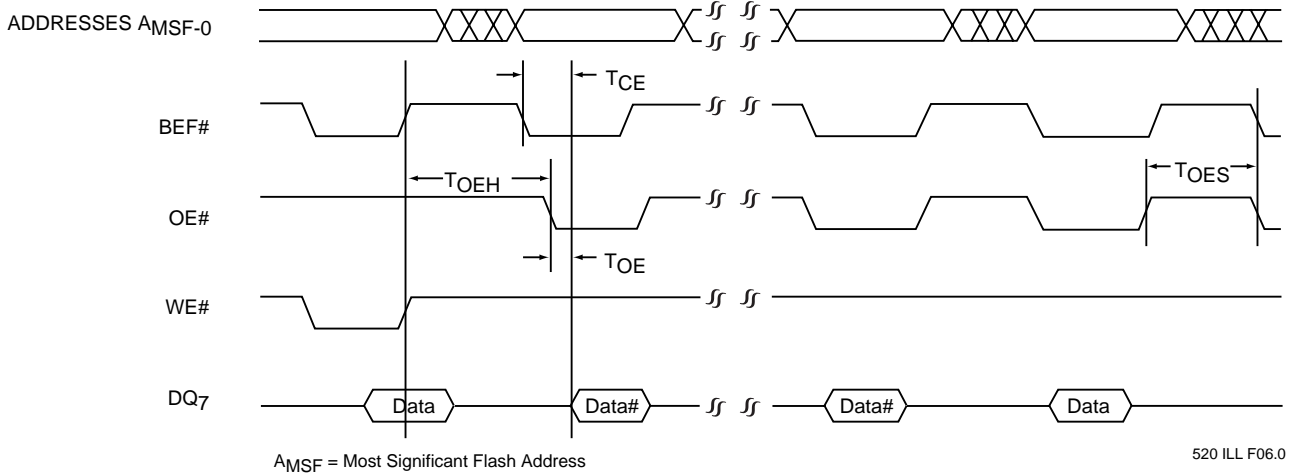 ADDRESSES AMSF-0
TCE
BEF#
TOEH
TOES
OE#
TOE
WE#
DQ7
Data
Data#
Data#
Data
AMSF = Most Significant Flash Address
520 ILL F06.0